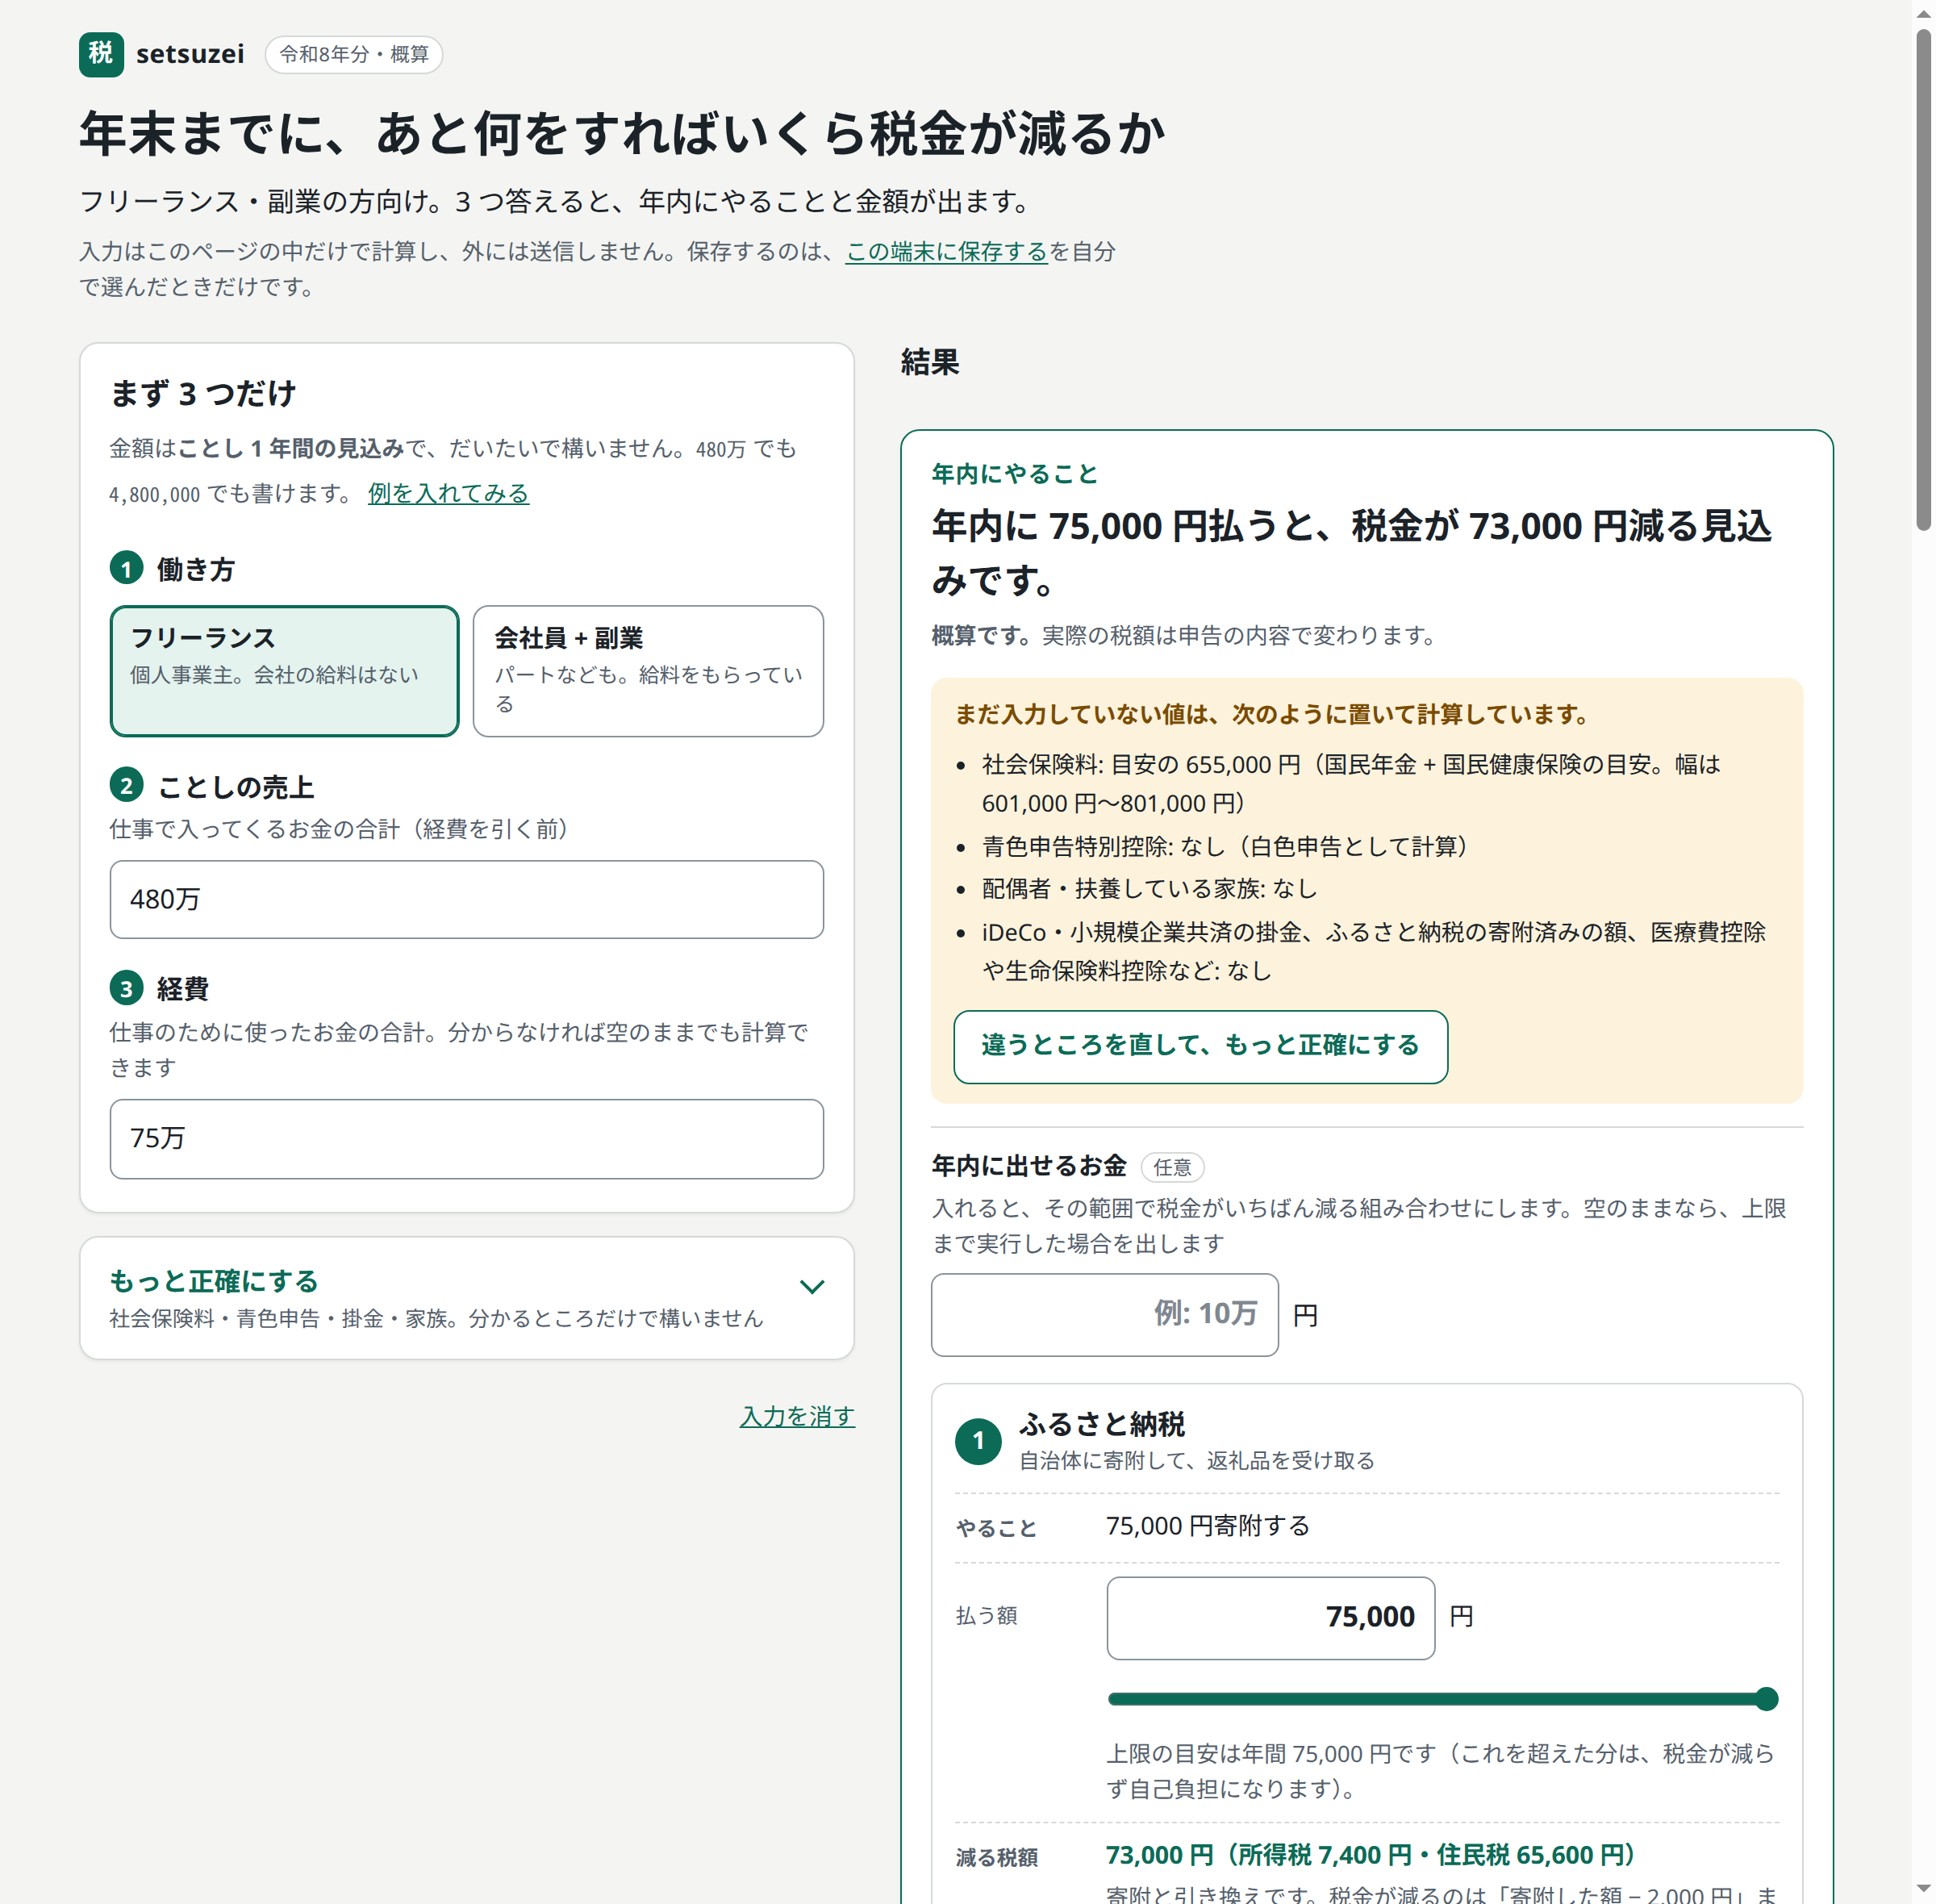 税 setsuzei 令和8年分・概算
年末までに、あと何をすればいくら税金が減るか
フリーランス・副業の方向け。3 つ答えると、年内にやることと金額が出ます。
入力はこのページの中だけで計算し、外には送信しません。保存するのは、この端末に保存するを自分
で選んだときだけです。
まず 3 つだけ
金額はことし 1 年間の見込みで、だいたいで構いません。480万 でも
4,800,000 でも書けます。 例を入れてみる
1 働き方
フリーランス
個人事業主。会社の給料はない
会社員 + 副業
パートなども。給料をもらってい
る
2 ことしの売上
仕事で入ってくるお金の合計（経費を引く前）
480万
3 経費
仕事のために使ったお金の合計。分からなければ空のままでも計算で
きます
75万
もっと正確にする
社会保険料・青色申告・掛金・家族。分かるところだけで構いません
入力を消す
結果
年内にやること
年内に 75,000 円払うと、税金が 73,000 円減る見込
みです。
概算です。実際の税額は申告の内容で変わります。
まだ入力していない値は、次のように置いて計算しています。
• 社会保険料: 目安の 655,000 円（国民年金 + 国民健康保険の目安。幅は
601,000 円〜801,000 円）
• 青色申告特別控除: なし（白色申告として計算）
• 配偶者・扶養している家族: なし
• iDeCo・小規模企業共済の掛金、ふるさと納税の寄附済みの額、医療費控除
や生命保険料控除など: なし
違うところを直して、もっと正確にする
年内に出せるお金 任意
入れると、その範囲で税金がいちばん減る組み合わせにします。空のままなら、上限
まで実行した場合を出します
例: 10万 円
1 ふるさと納税
自治体に寄附して、返礼品を受け取る
やること 75,000 円寄附する
払う額 75,000 円
上限の目安は年間 75,000 円です（これを超えた分は、税金が減ら
ず自己負担になります）。
減る税額 73,000 円（所得税 7,400 円・住民税 65,600 円）
寄附と引き換えです。税金が減るのは「寄附した額 − 2,000 円」ま